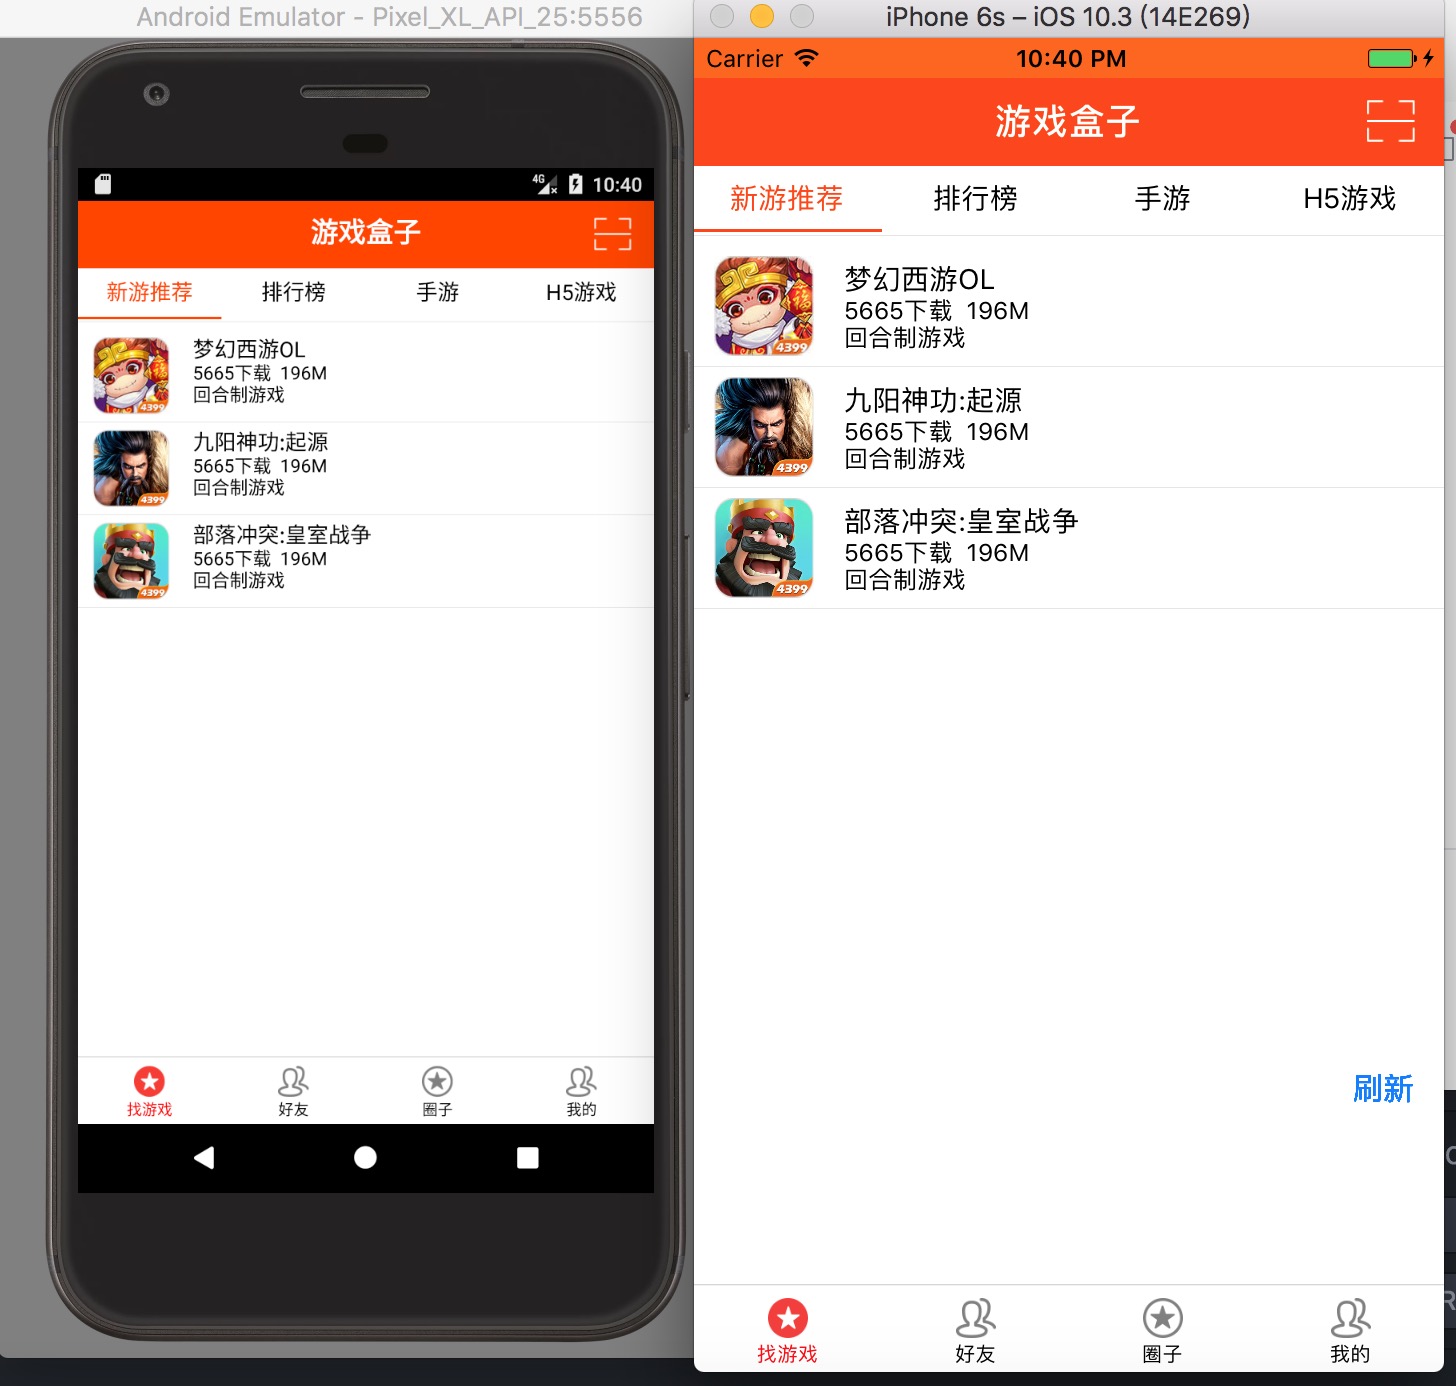 Android Emulator - Pixel_XL_API_25:5556
4G
10:40
游戏盒子
新游推荐 排行榜 手游 H5游戏
4399
梦幻西游OL
5665下载 196M
回合制游戏
4399
九阳神功:起源
5665下载 196M
回合制游戏
4399
部落冲突:皇室战争
5665下载 196M
回合制游戏
找游戏 好友 圈子 我的
iPhone 6s – iOS 10.3 (14E269)
Carrier 10:40 PM
游戏盒子
新游推荐 排行榜 手游 H5游戏
福
4399
梦幻西游OL
5665下载 196M
回合制游戏
4399
九阳神功:起源
5665下载 196M
回合制游戏
4399
部落冲突:皇室战争
5665下载 196M
回合制游戏
刷新
找游戏 好友 圈子 我的